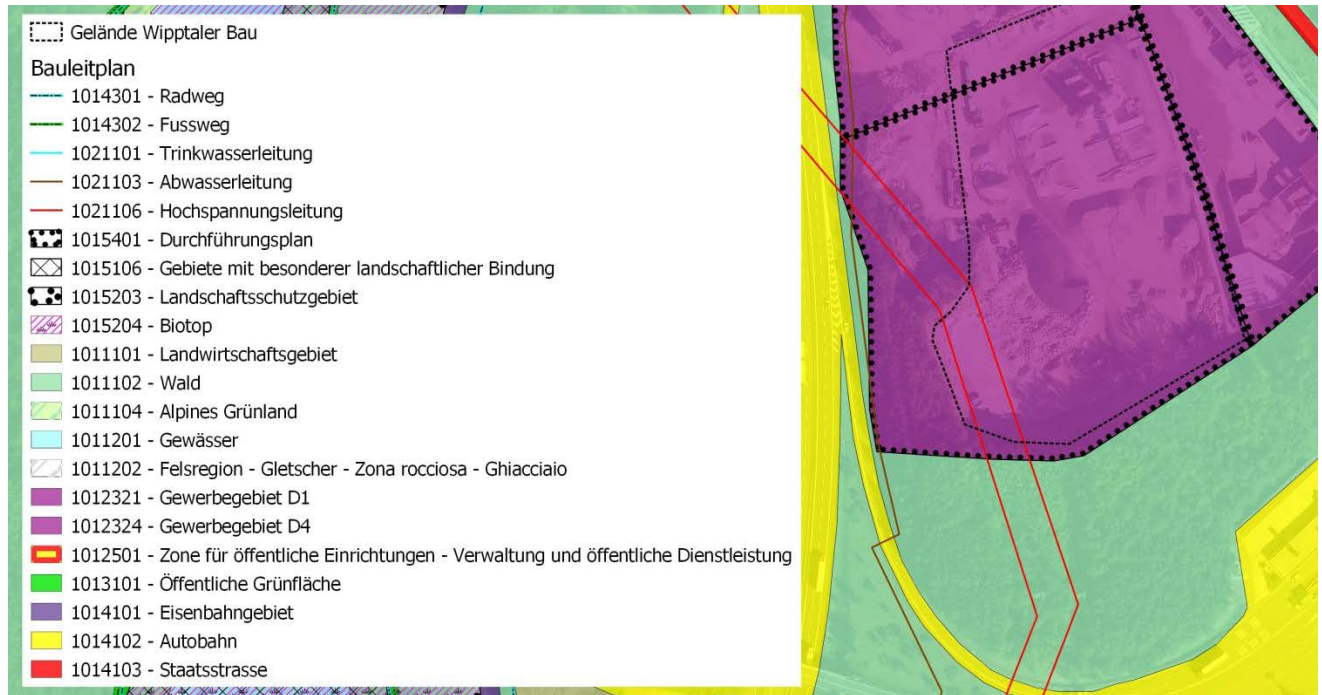 Gelände Wipptaler Bau
Bauleitplan
1014301 - Radweg
1014302 - Fussweg
1021101 - Trinkwasserleitung
1021103 - Abwasserleitung
1021106 - Hochspannungsleitung
1015401 - Durchführungsplan
1015106 - Gebiete mit besonderer landschaftlicher Bindung
1015203 - Landschaftsschutzgebiet
1015204 - Biotop
1011101 - Landwirtschaftsgebiet
1011102 - Wald
1011104 - Alpines Grünland
1011201 - Gewässer
1011202 - Felsregion - Gletscher - Zona rocciosa - Ghiacciaio
1012321 - Gewerbegebiet D1
1012324 - Gewerbegebiet D4
1012501 - Zone für öffentliche Einrichtungen - Verwaltung und öffentliche Dienstleistung
1013101 - Öffentliche Grünfläche
1014101 - Eisenbahngebiet
1014102 - Autobahn
1014103 - Staatsstrasse